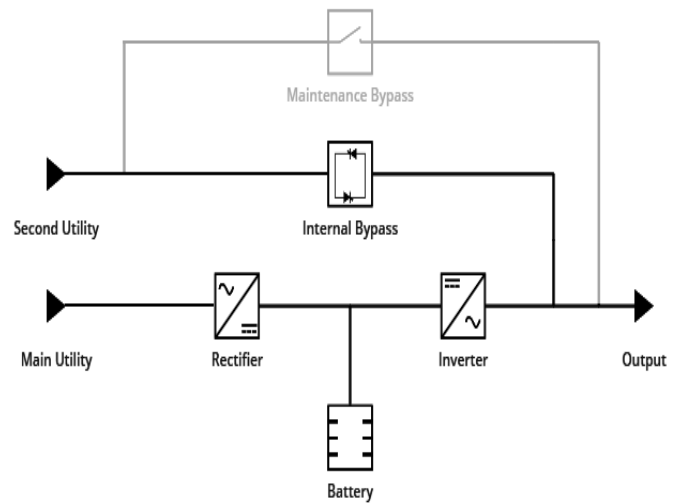 Maintenance Bypass
Second Utility
Internal Bypass
Main Utility
Rectifier
Inverter
Output
Battery